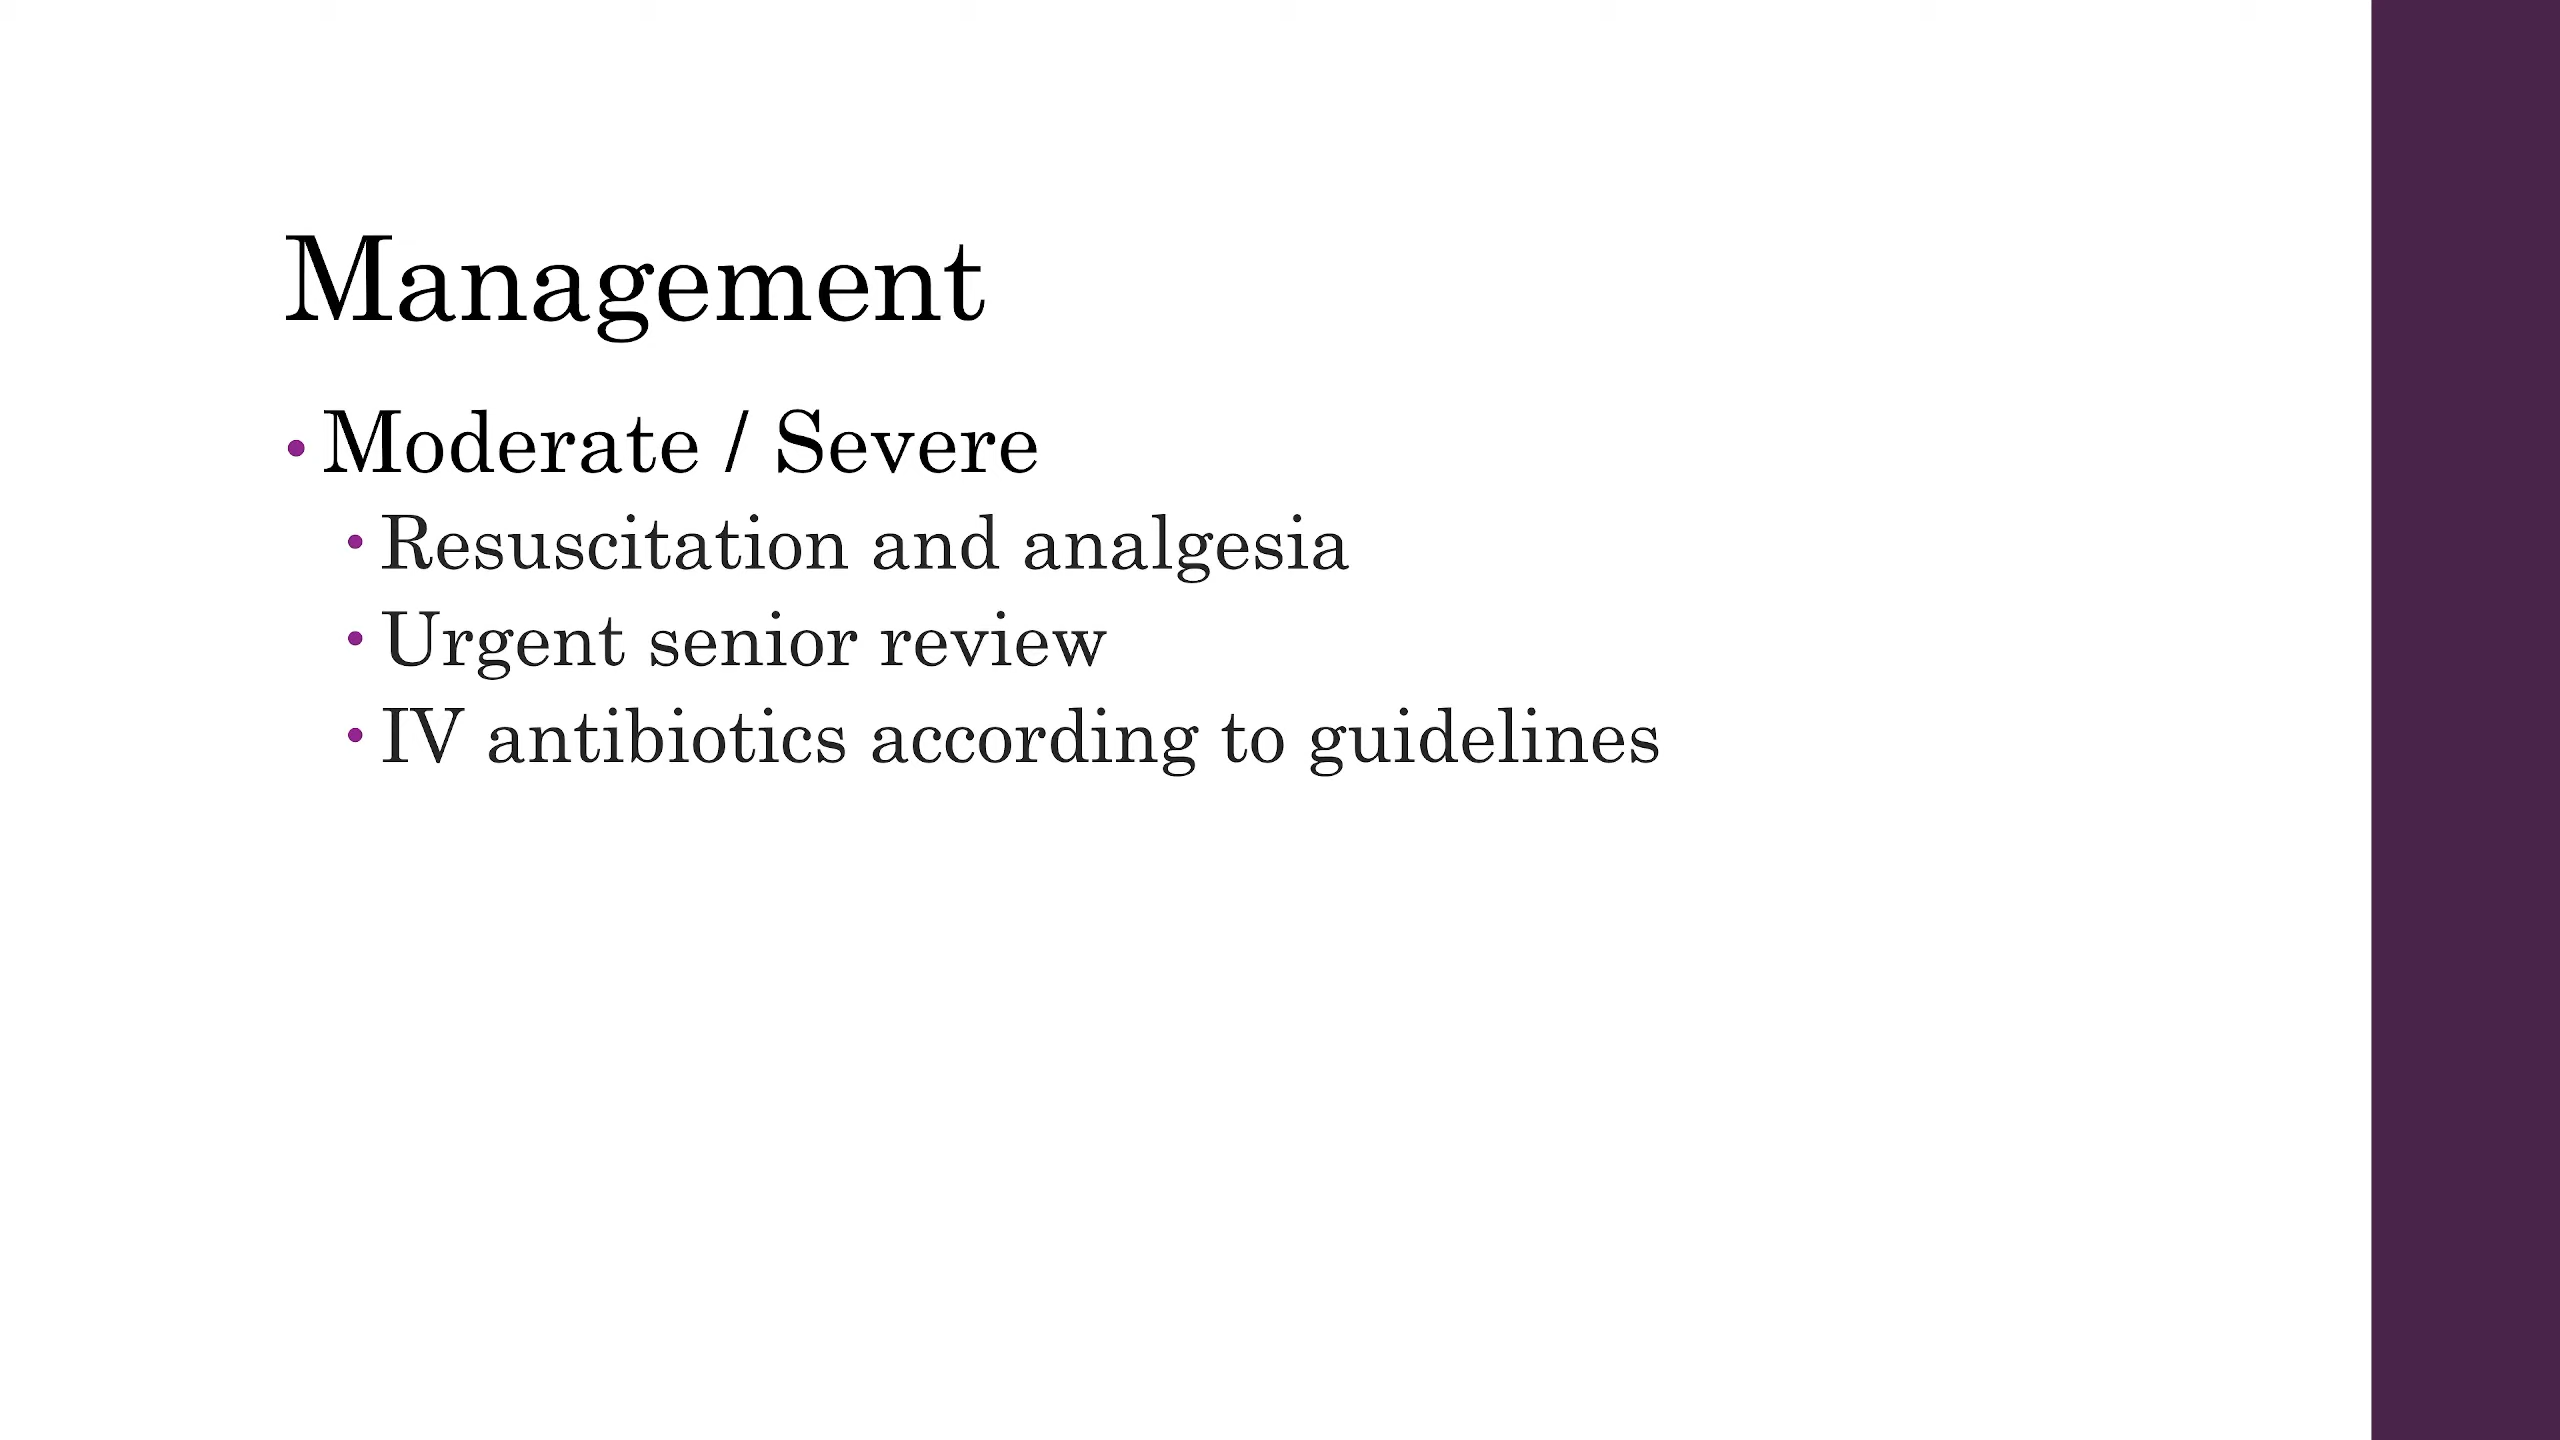 Management
• Moderate / Severe
• Resuscitation and analgesia
• Urgent senior review
• IV antibiotics according to guidelines